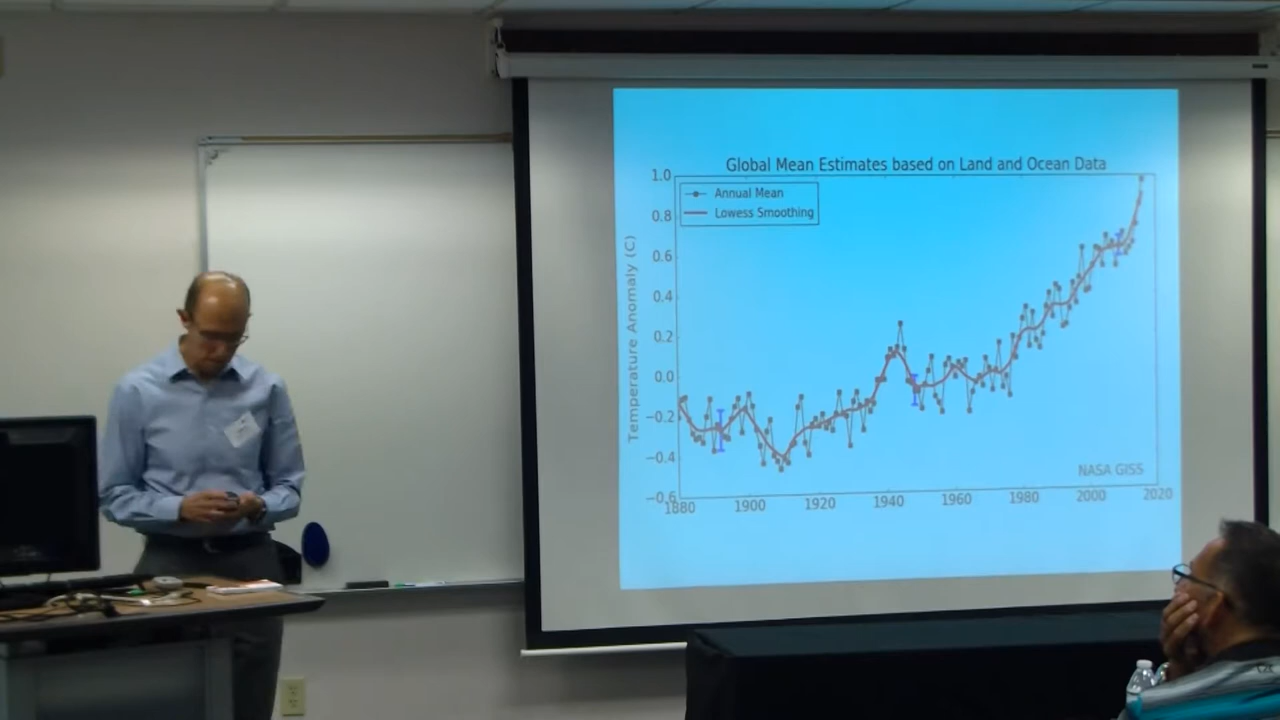 Global Mean Estimates based on Land and Ocean Data
Annual Mean
Lowess Smoothing
Temperature Anomaly (C)
1.0
0.8
0.6
0.4
0.2
0.0
−0.2
−0.4
−0.6
NASA GISS
1880 1900 1920 1940 1960 1980 2000 2020